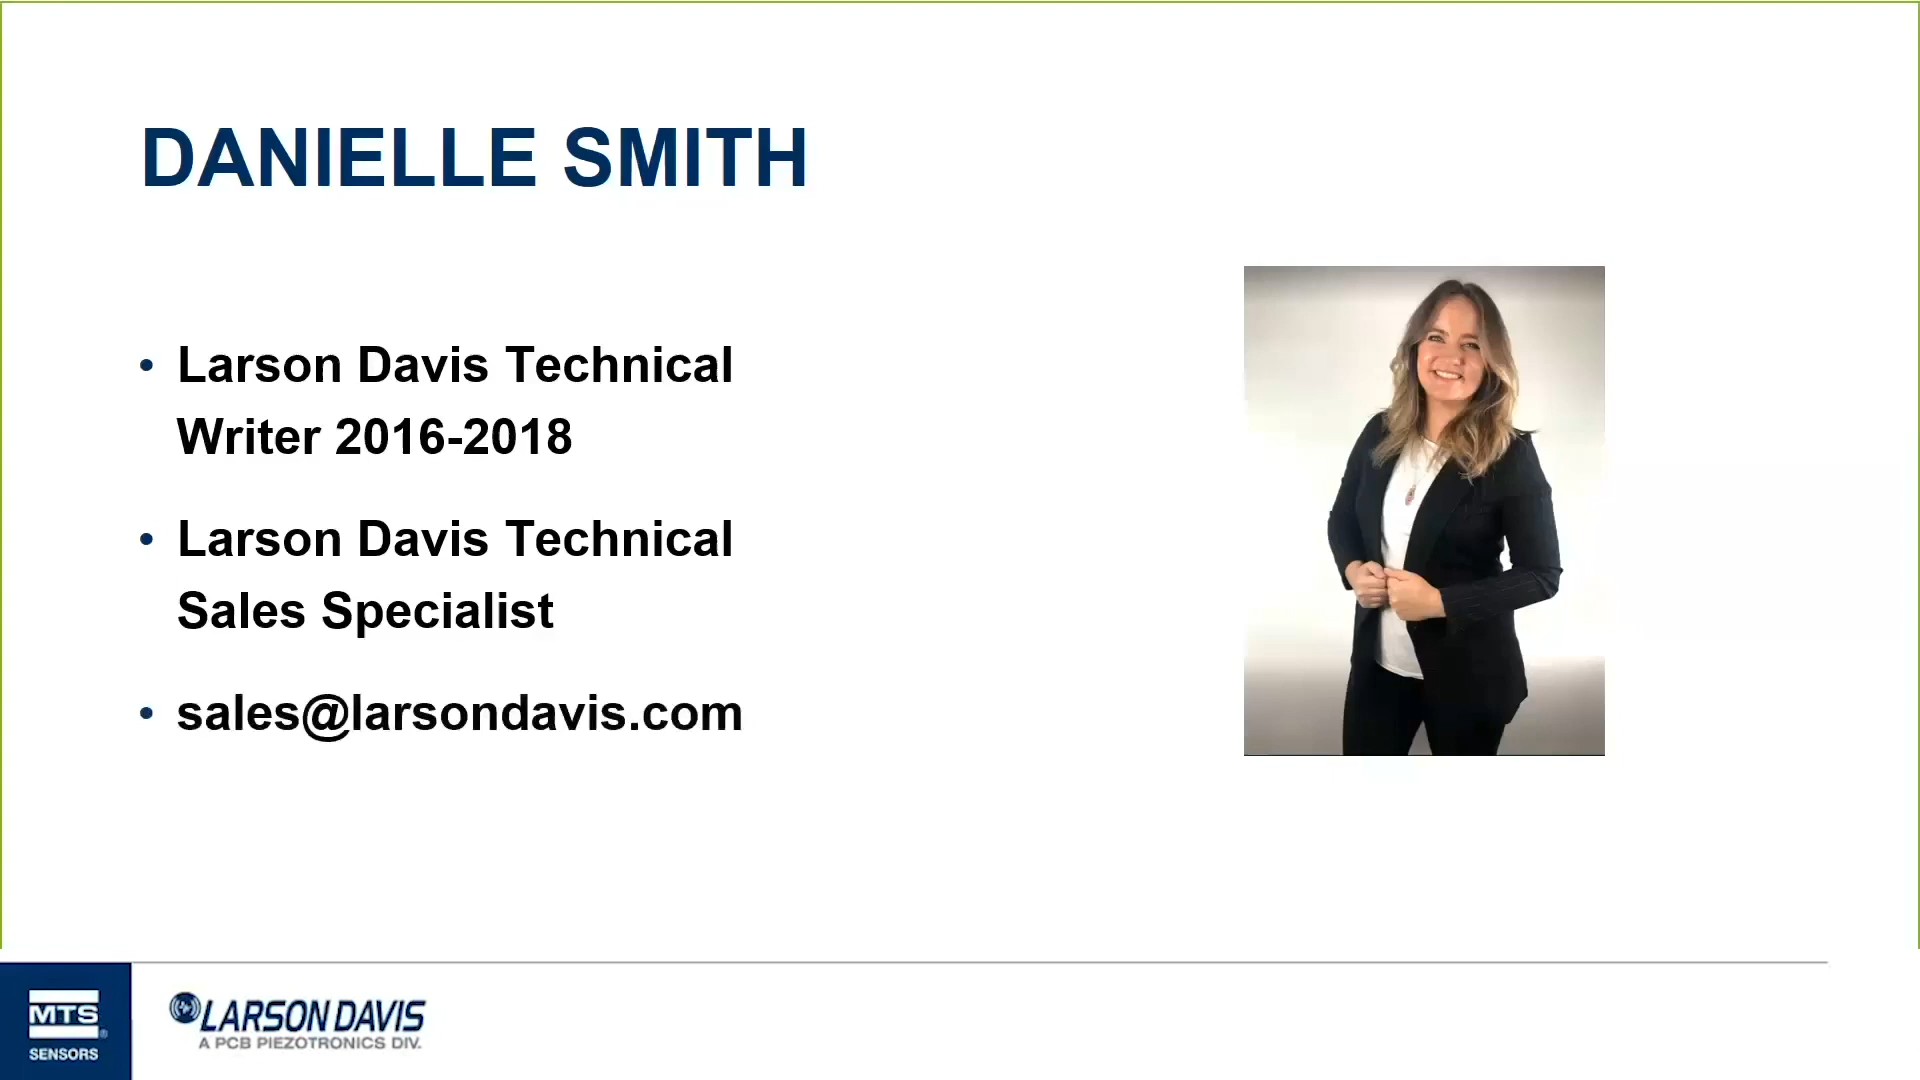 DANIELLE SMITH
• Larson Davis Technical
Writer 2016-2018
• Larson Davis Technical
Sales Specialist
• sales@larsondavis.com
MTS®
SENSORS
LARSON DAVIS
A PCB PIEZOTRONICS DIV.